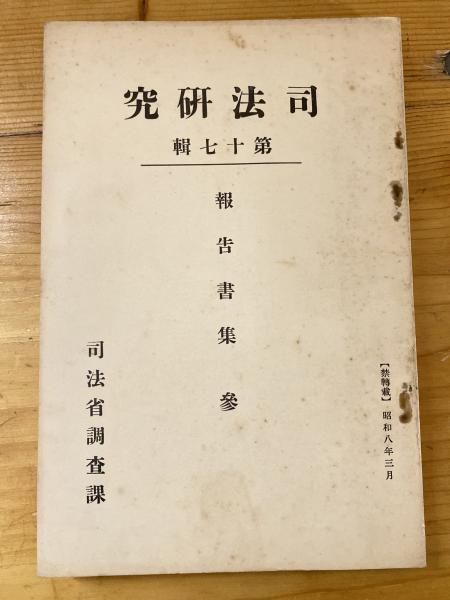 司法研究
第十七輯
報告書集 參
【禁轉載】 昭和八年三月
司法省調査課